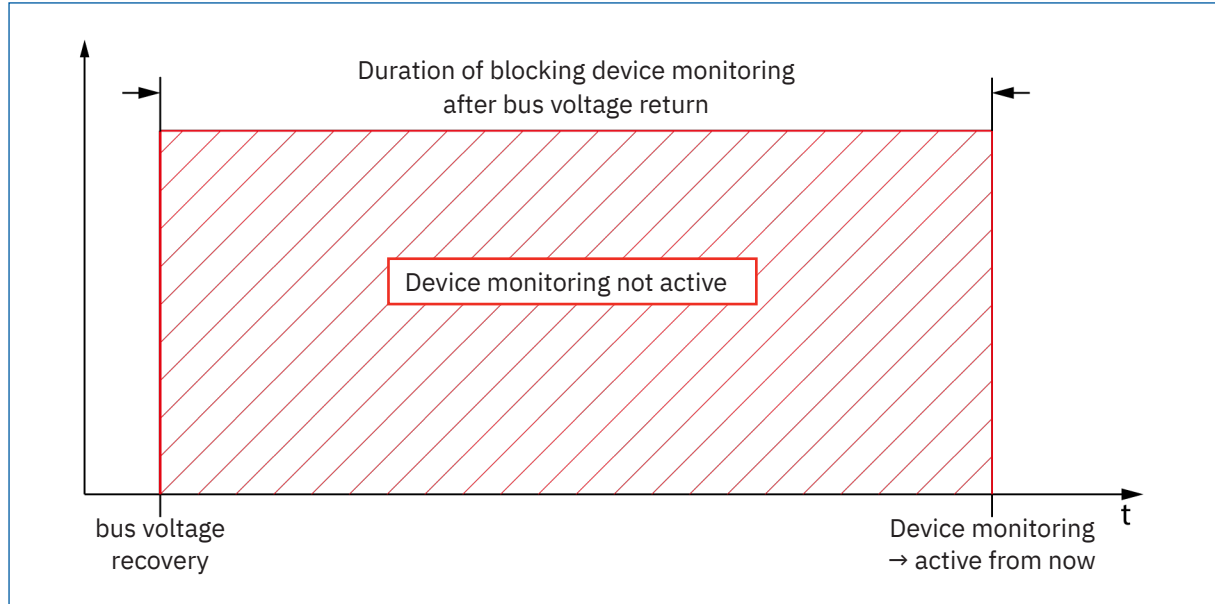 Duration of blocking device monitoring
after bus voltage return
Device monitoring not active
t
bus voltage
recovery
Device monitoring
→ active from now